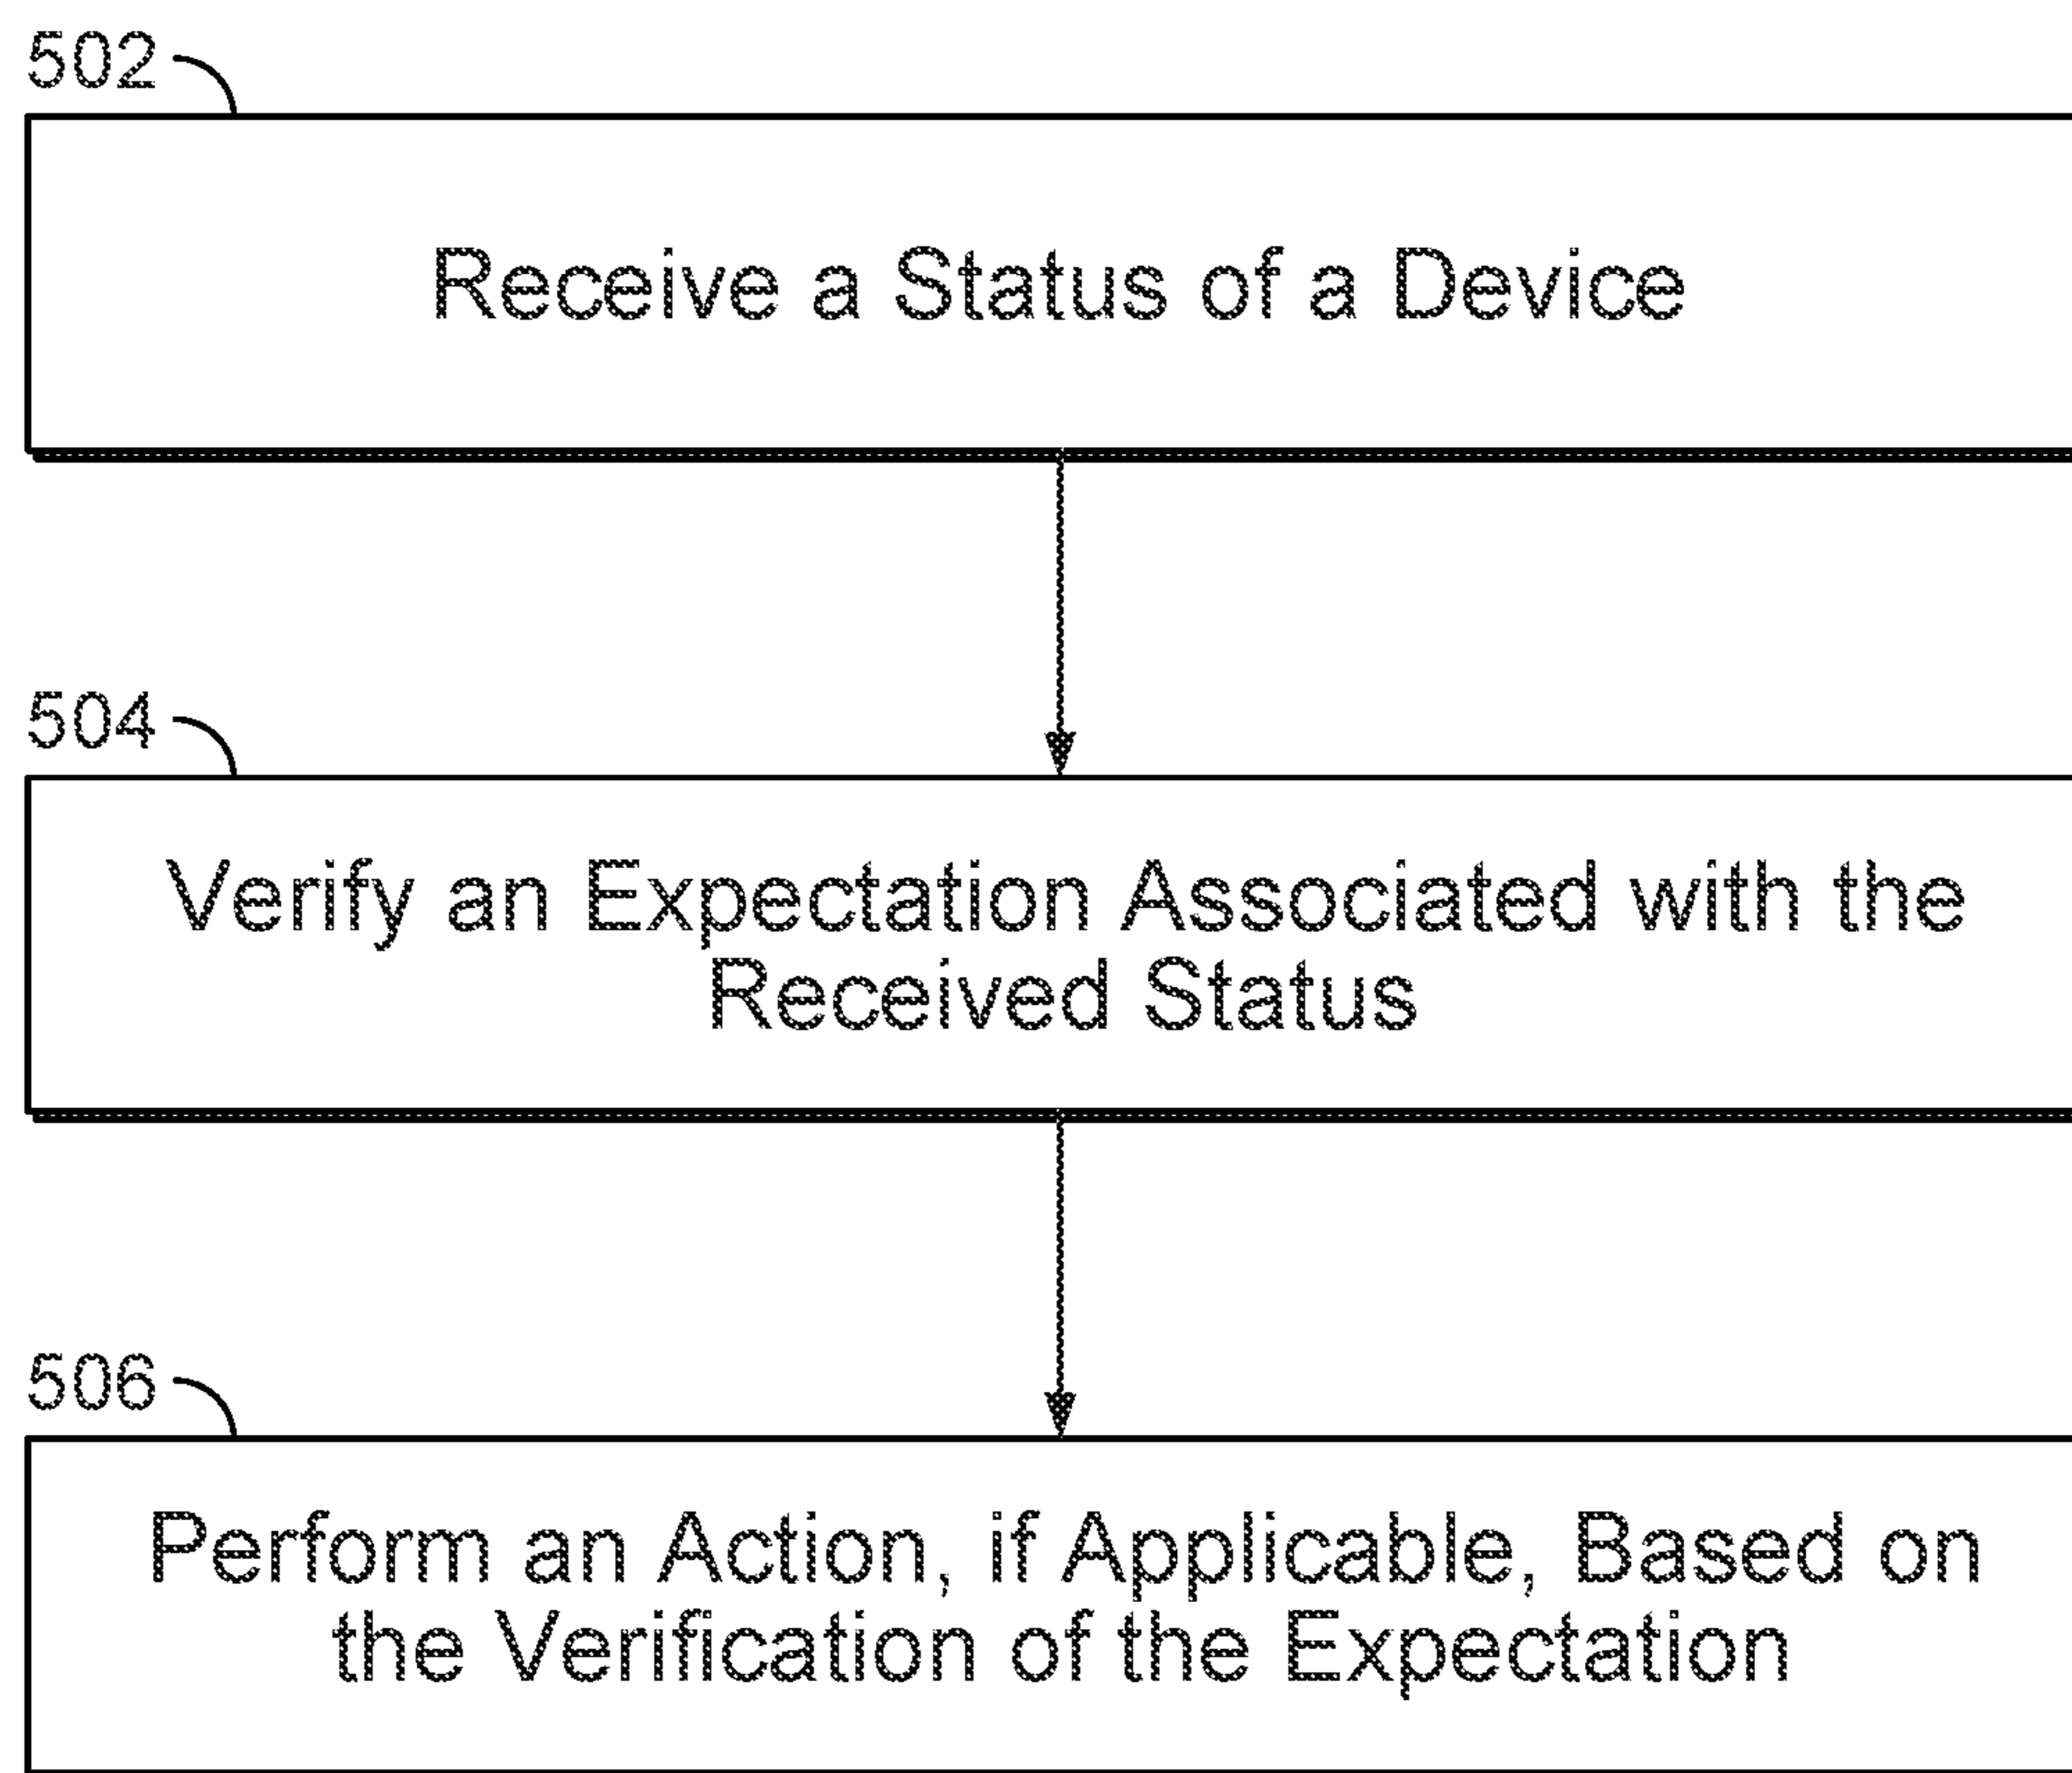 502
Receive a Status of a Device
504
Verify an Expectation Associated with the
Received Status
506
Perform an Action, if Applicable, Based on
the Verification of the Expectation